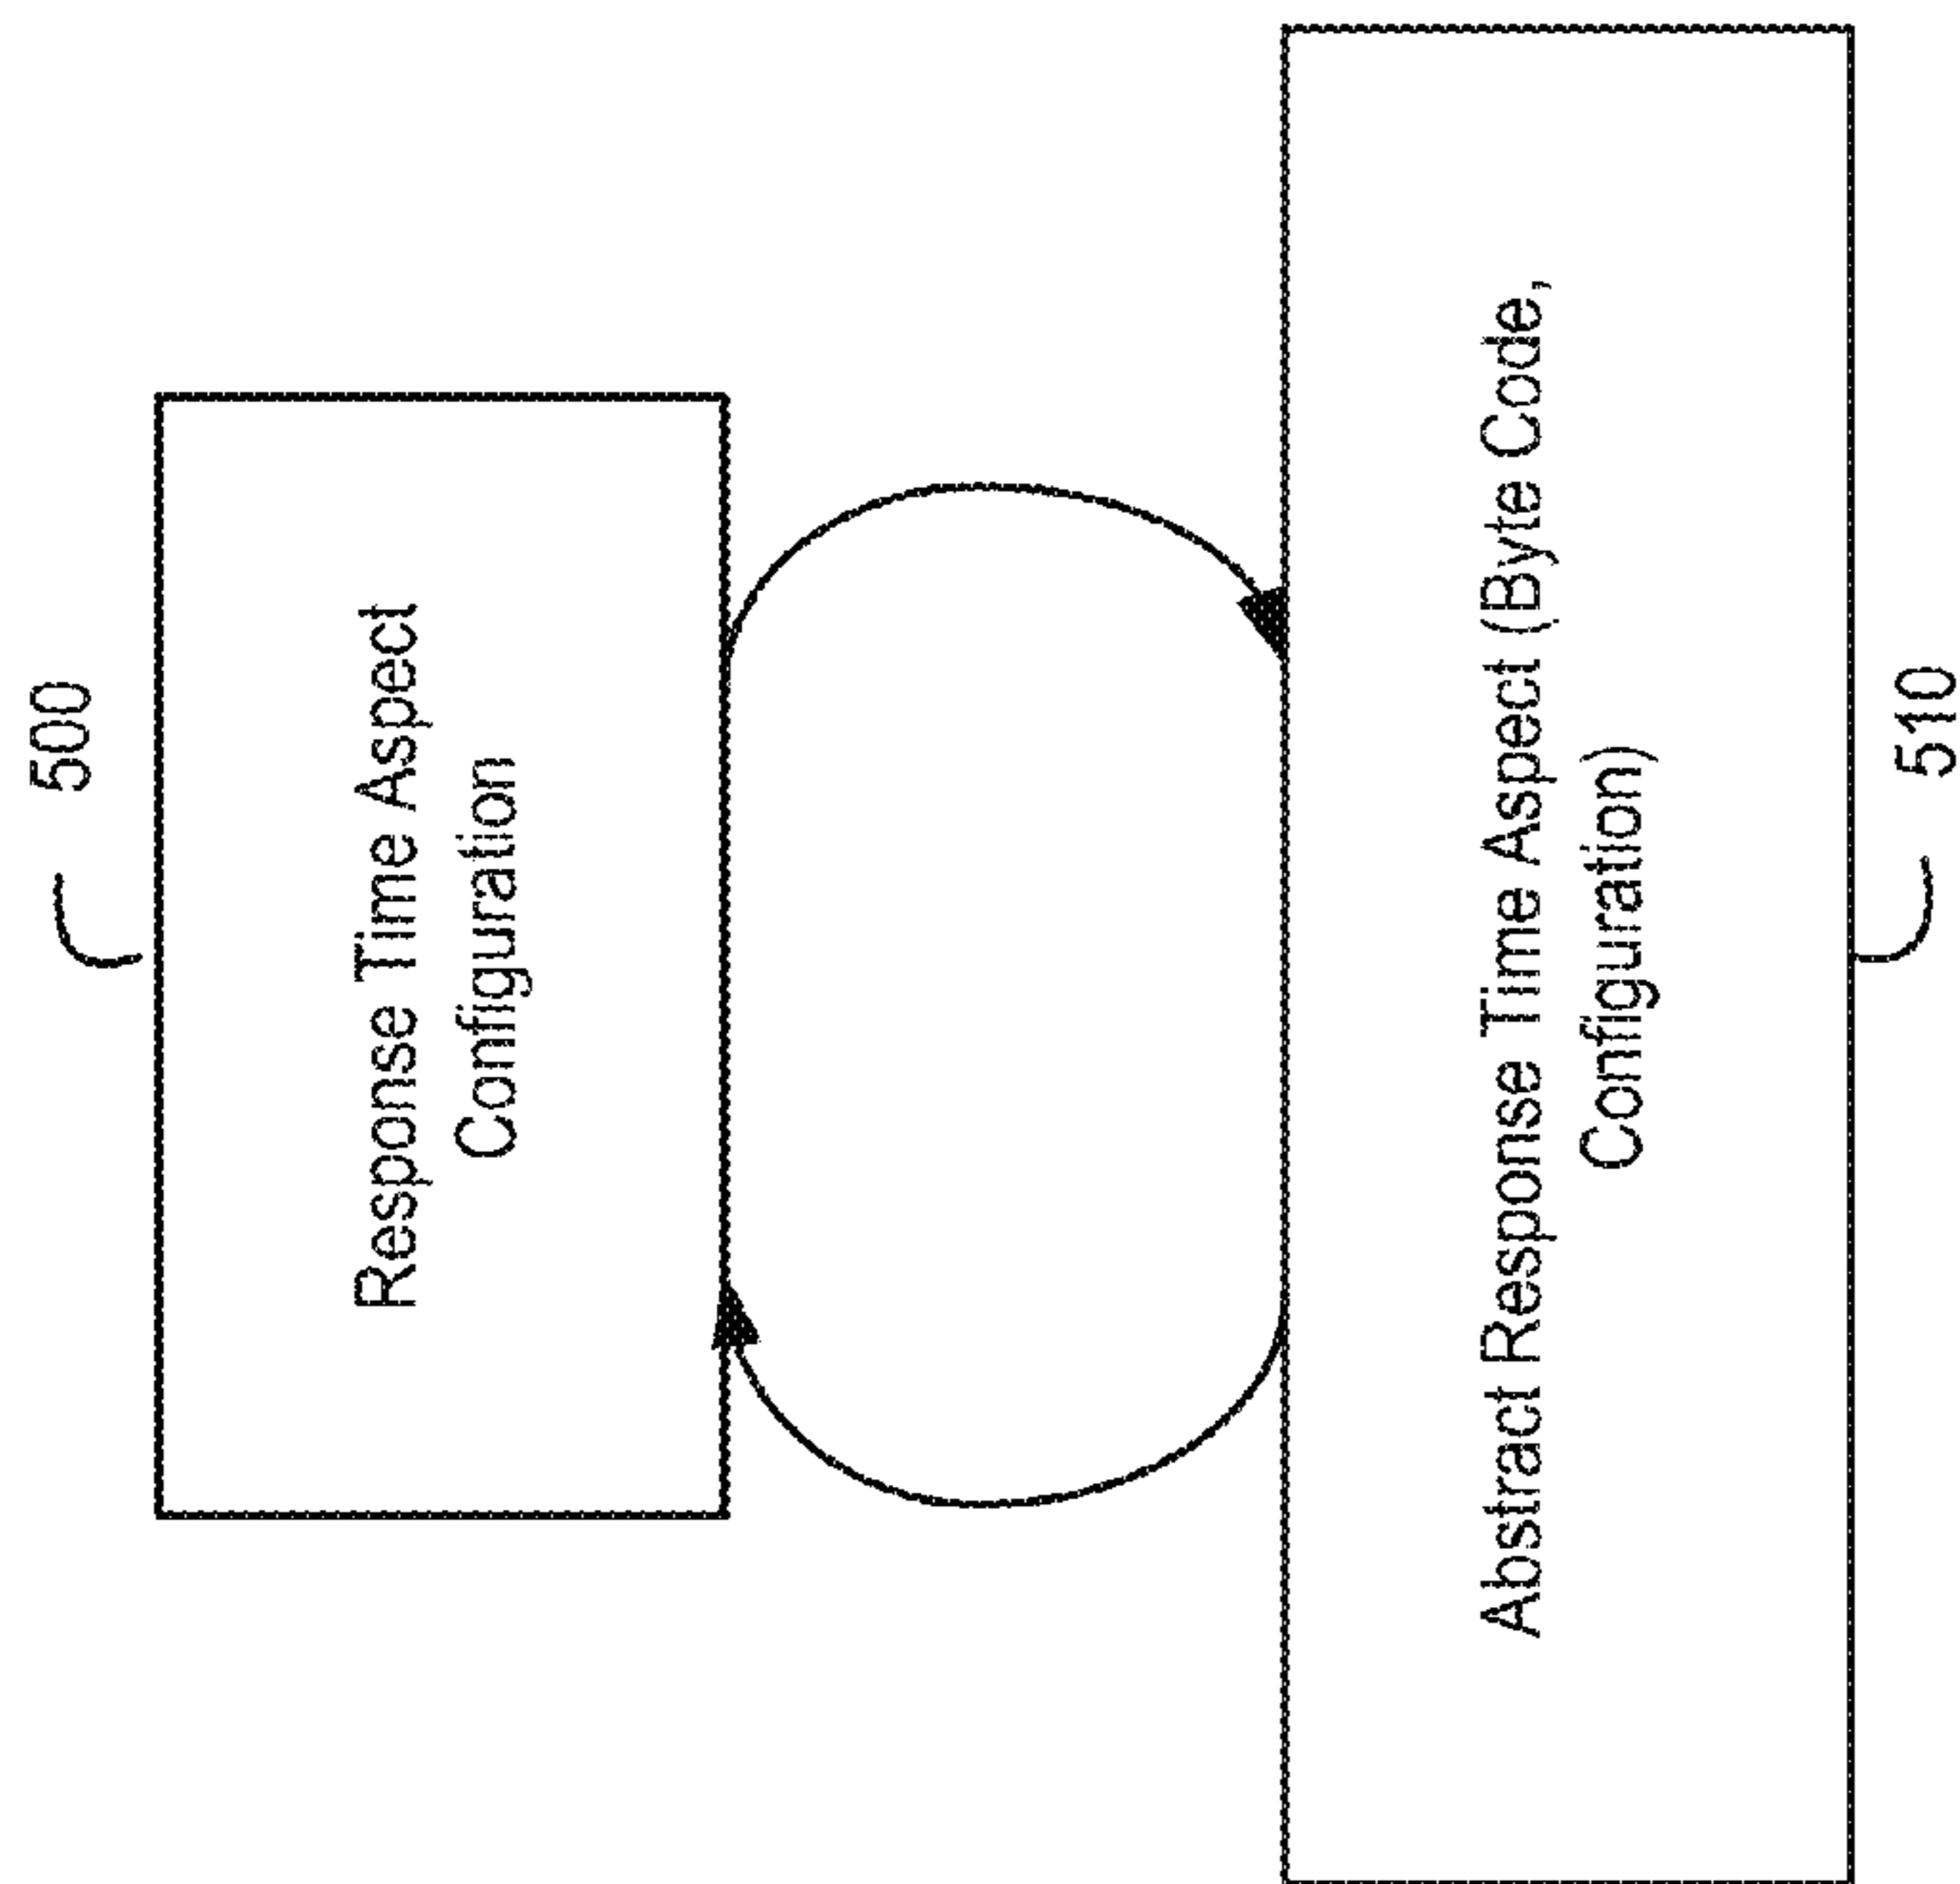 500
Response Time Aspect
Configuration
Abstract Response Time Aspect (Byte Code,
Configuration)
510